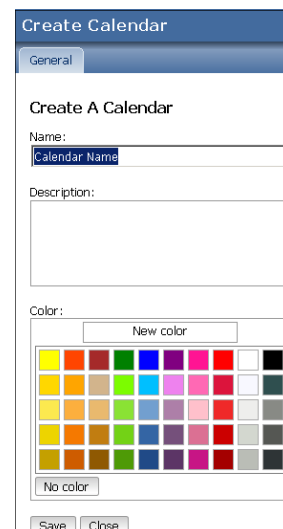 Create Calendar
General
Create A Calendar
Name:
Calendar Name
Description:
Color:
New color
No color
Save Close